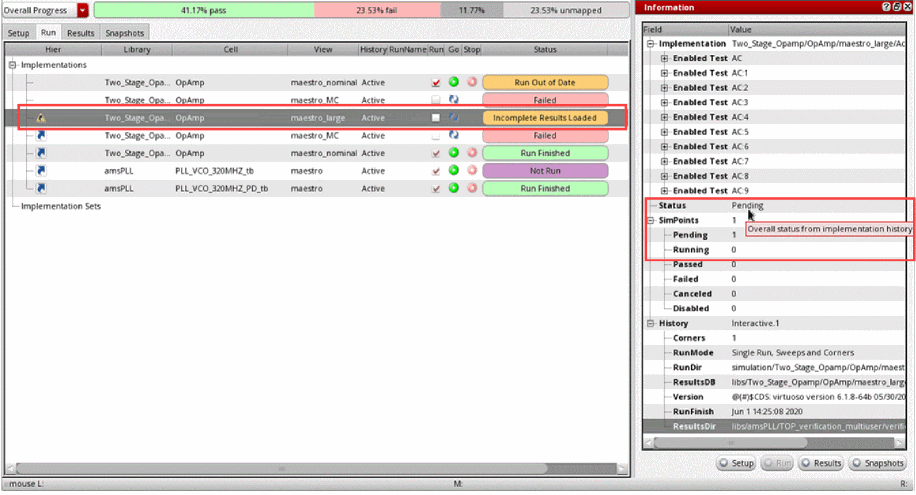 Overall Progress 41.17% pass 23.53% fail 11.77% 23.53% unmapped
Setup Run Results Snapshots
Hier Library Cell View History RunName Run Go Stop Status
Implementations
Two_Stage_Opa... OpAmp maestro_nominal Active Run Out of Date
Two_Stage_Opa... OpAmp maestro_MC Active Failed
Two_Stage_Opa... OpAmp maestro_large Active Incomplete Results Loaded
Two_Stage_Opa... OpAmp maestro_MC Active Failed
Two_Stage_Opa... OpAmp maestro_nominal Active Run Finished
amsPLL PLL_VCO_320MHZ_tb maestro Active Not Run
amsPLL PLL_VCO_320MHZ_PD_tb maestro Active Run Finished
Implementation Sets
Information
Field Value
Implementation Two_Stage_Opamp/OpAmp/maestro_large/Ac
Enabled Test AC
Enabled Test AC:1
Enabled Test AC:2
Enabled Test AC:3
Enabled Test AC:4
Enabled Test AC:5
Enabled Test AC:6
Enabled Test AC:7
Enabled Test AC:8
Enabled Test AC:9
Status Pending
SimPoints 1
Overall status from implementation history
Pending 1
Running 0
Passed 0
Failed 0
Canceled 0
Disabled 0
History Interactive.1
Corners 1
RunMode Single Run, Sweeps and Corners
RunDir simulation/Two_Stage_Opamp/OpAmp/maest
ResultsDB libs/Two_Stage_Opamp/OpAmp/maestro_larg
Version @(#)$CDS: virtuoso version 6.1.8-64b 05/30/20
RunFinish Jun 1 14:25:08 2020
ResultsDir libs/amsPLL/TOP_verification_multiuser/verifi
Setup Run Results Snapshots
mouse L: M: R: